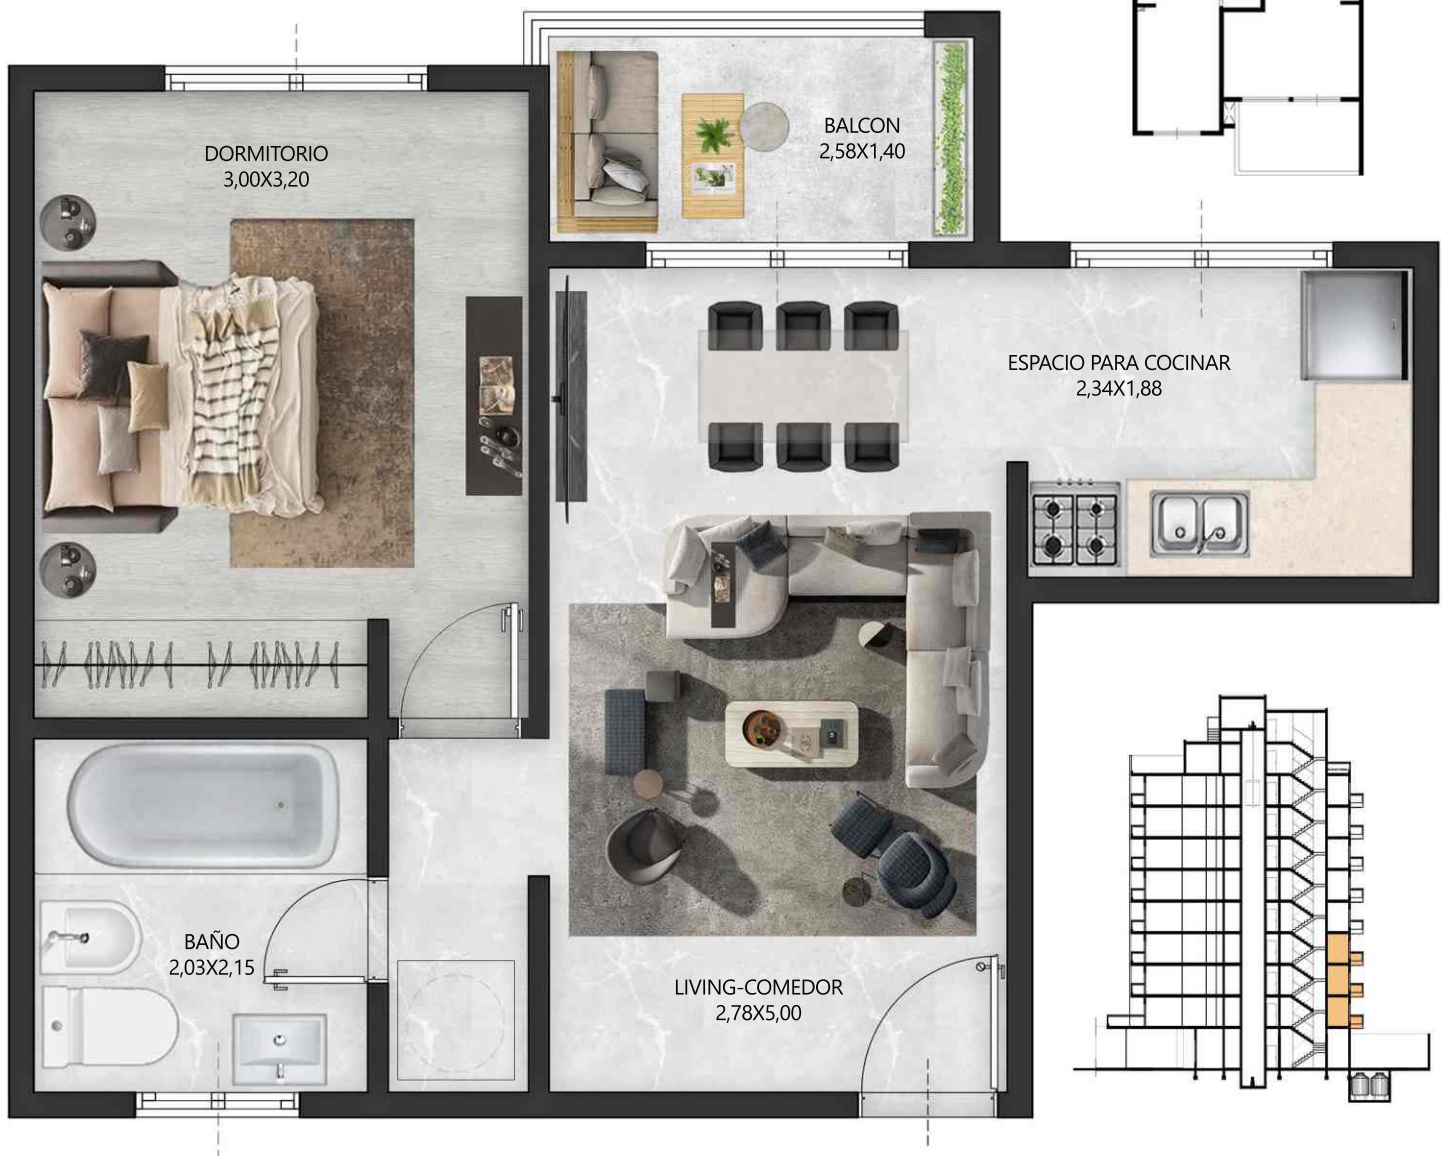 DORMITORIO
3,00X3,20
BALCON
2,58X1,40
ESPACIO PARA COCINAR
2,34X1,88
BAÑO
2,03X2,15
LIVING-COMEDOR
2,78X5,00